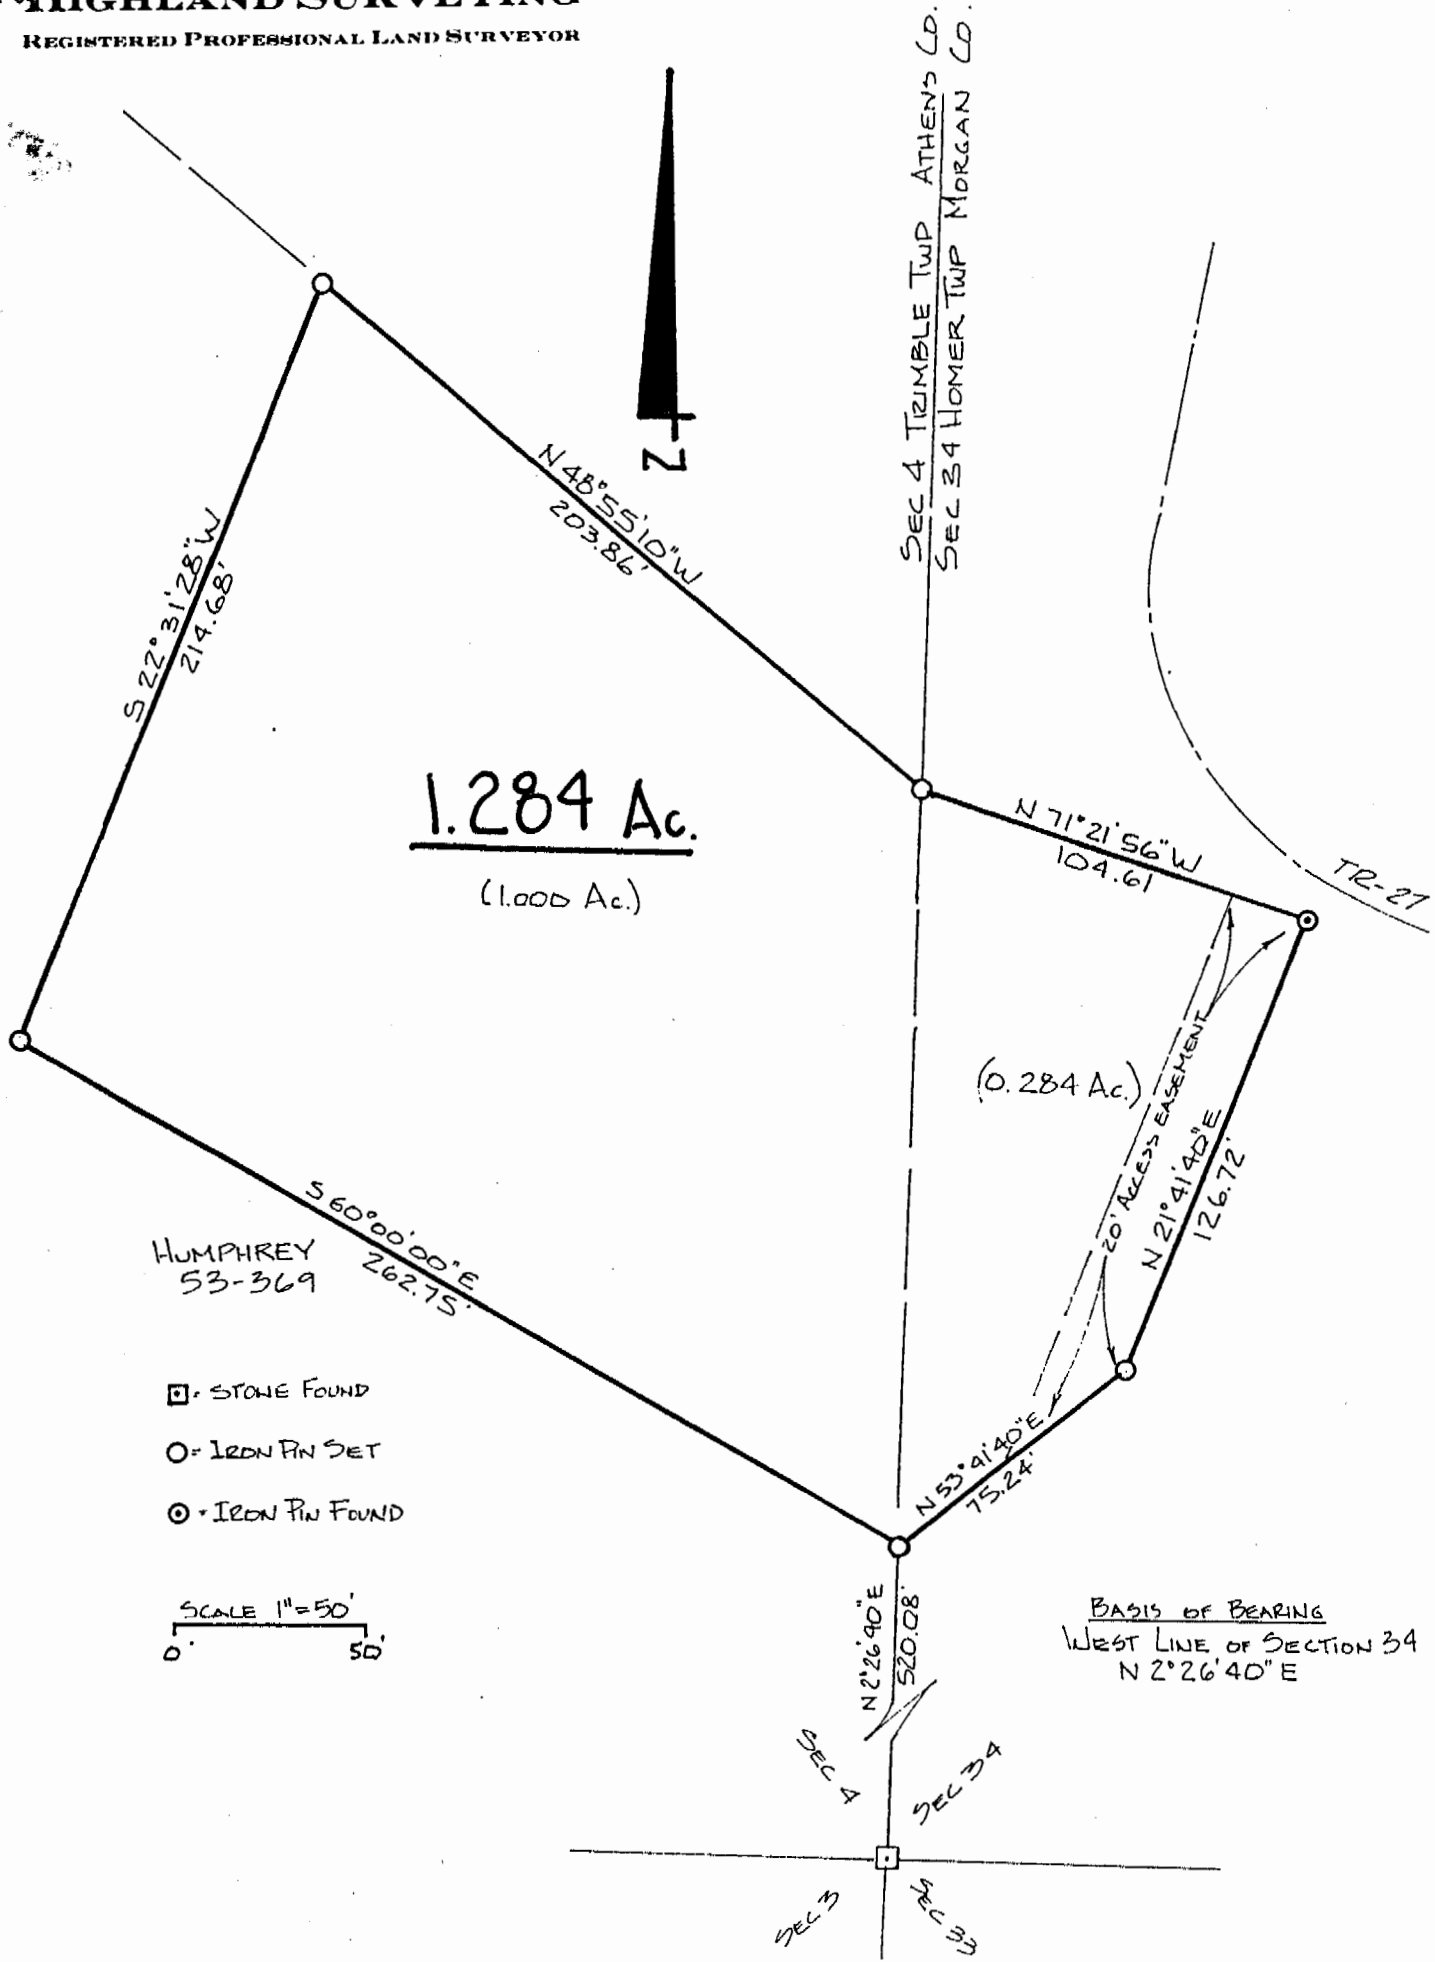 HIGHLAND SURVEYING
REGISTERED PROFESSIONAL LAND SURVEYOR
SEC 4 TRIMBLE TWP ATHENS CO.
SEC 34 HOMER TWP MORGAN CO.
N
N 48°55'10" W
203.86'
S 22°31'28" W
214.68'
1.284 Ac.
(1.000 Ac.)
N 71°21'56" W
104.61
TR-27
(0.284 Ac.)
20' ACCESS EASEMENT
N 21°41'40" E
126.72'
S 60°00'00" E
262.75'
HUMPHREY
53-369
= STONE FOUND
= IRON PIN SET
= IRON PIN FOUND
N 53°41'40" E
75.24'
SCALE 1"=50'
0' 50'
N 2°26'40" E
520.08'
BASIS OF BEARING
WEST LINE OF SECTION 34
N 2°26'40" E
SEC 4
SEC 34
SEC 3
SEC 33